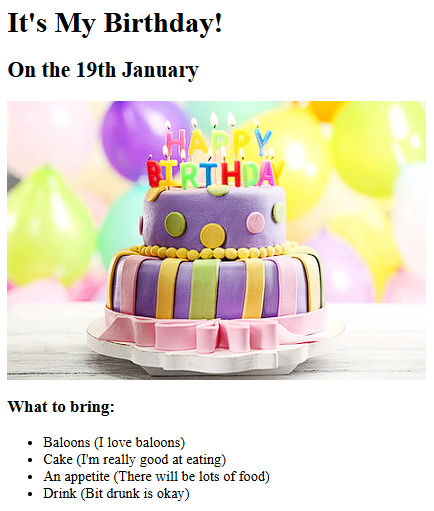 It's My Birthday!
On the 19th January
HAPPY
BIRTHDAY
What to bring:
Baloons (I love baloons)
Cake (I'm really good at eating)
An appetite (There will be lots of food)
Drink (Bit drunk is okay)